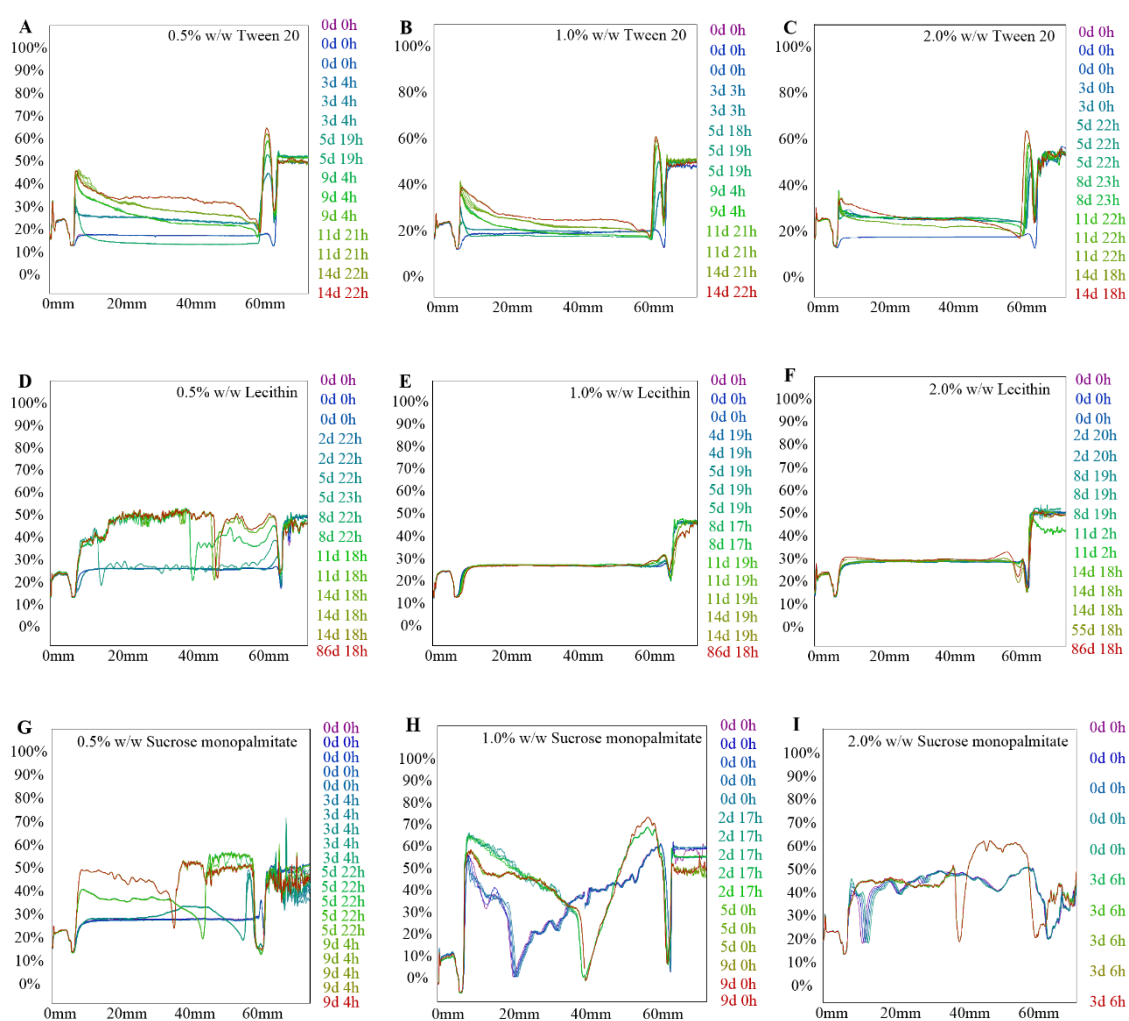 A
0.5% w/w Tween 20
100%
90%
80%
70%
60%
50%
40%
30%
20%
10%
0%
0mm 20mm 40mm 60mm
0d 0h
0d 0h
0d 0h
3d 4h
3d 4h
3d 4h
5d 19h
5d 19h
9d 4h
9d 4h
9d 4h
11d 21h
11d 21h
14d 22h
14d 22h
B
1.0% w/w Tween 20
100%
80%
60%
40%
20%
0%
0mm 20mm 40mm 60mm
0d 0h
0d 0h
0d 0h
3d 3h
3d 3h
5d 18h
5d 19h
5d 19h
9d 4h
9d 4h
11d 21h
11d 21h
14d 21h
14d 22h
C
2.0% w/w Tween 20
100%
80%
60%
40%
20%
0%
0mm 20mm 40mm 60mm
0d 0h
0d 0h
0d 0h
3d 0h
3d 0h
5d 22h
5d 22h
5d 22h
8d 23h
8d 23h
11d 22h
11d 22h
11d 22h
14d 18h
14d 18h
D
0.5% w/w Lecithin
100%
90%
80%
70%
60%
50%
40%
30%
20%
10%
0%
0mm 20mm 40mm 60mm
0d 0h
0d 0h
0d 0h
2d 22h
2d 22h
5d 22h
5d 23h
8d 22h
8d 22h
11d 18h
11d 18h
14d 18h
14d 18h
14d 18h
86d 18h
E
1.0% w/w Lecithin
100%
90%
80%
70%
60%
50%
40%
30%
20%
10%
0%
0mm 20mm 40mm 60mm
0d 0h
0d 0h
0d 0h
4d 19h
4d 19h
5d 19h
5d 19h
5d 19h
8d 17h
8d 17h
11d 19h
11d 19h
11d 19h
14d 19h
14d 19h
86d 18h
F
2.0% w/w Lecithin
100%
90%
80%
70%
60%
50%
40%
30%
20%
10%
0%
0mm 20mm 40mm 60mm
0d 0h
0d 0h
0d 0h
2d 20h
2d 20h
8d 19h
8d 19h
8d 19h
11d 2h
11d 2h
14d 18h
14d 18h
14d 18h
55d 18h
86d 18h
G
0.5% w/w Sucrose monopalmitate
100%
90%
80%
70%
60%
50%
40%
30%
20%
10%
0%
0mm 20mm 40mm 60mm
0d 0h
0d 0h
0d 0h
0d 0h
0d 0h
3d 4h
3d 4h
3d 4h
3d 4h
3d 4h
5d 22h
5d 22h
5d 22h
5d 22h
5d 22h
9d 4h
9d 4h
9d 4h
9d 4h
9d 4h
H
1.0% w/w Sucrose monopalmitate
100%
90%
80%
70%
60%
50%
40%
30%
20%
10%
0%
0mm 20mm 40mm 60mm
0d 0h
0d 0h
0d 0h
0d 0h
0d 0h
2d 17h
2d 17h
2d 17h
2d 17h
2d 17h
5d 0h
5d 0h
5d 0h
9d 0h
9d 0h
9d 0h
I
2.0% w/w Sucrose monopalmitate
100%
90%
80%
70%
60%
50%
40%
30%
20%
10%
0%
0mm 20mm 40mm 60mm
0d 0h
0d 0h
0d 0h
0d 0h
0d 0h
3d 6h
3d 6h
3d 6h
3d 6h
3d 6h